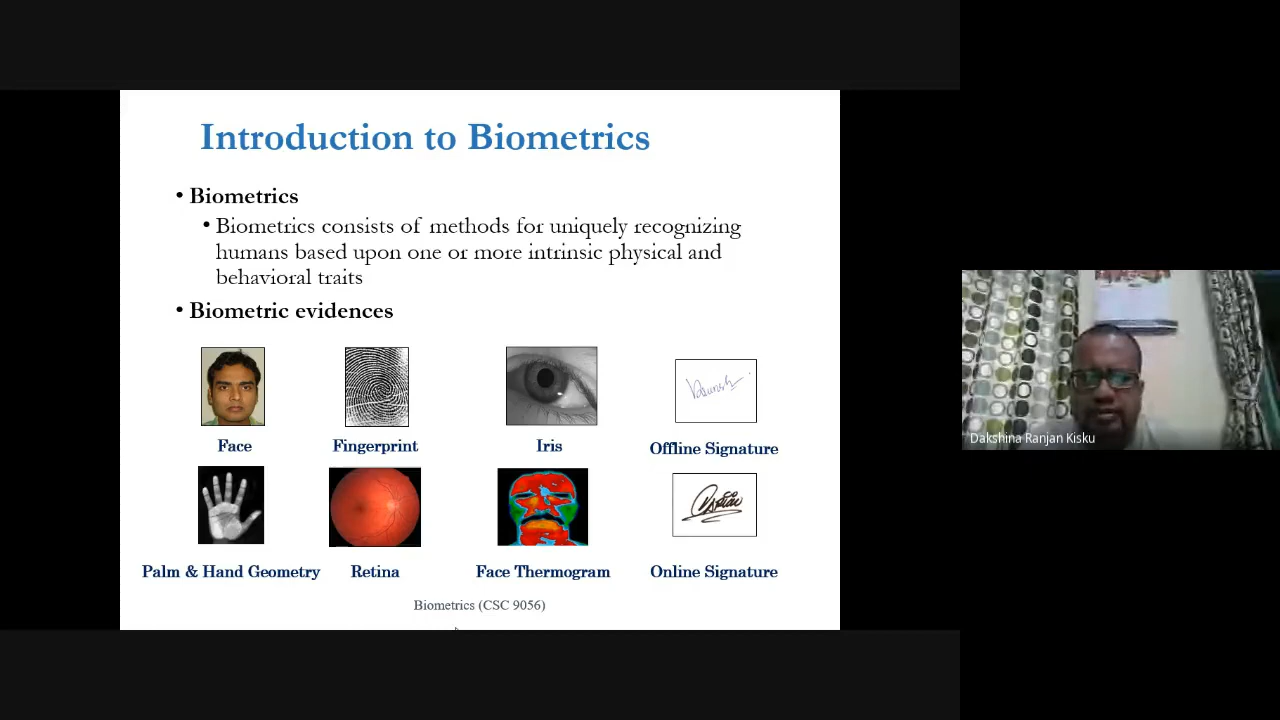 Introduction to Biometrics
• Biometrics
• Biometrics consists of methods for uniquely recognizing
humans based upon one or more intrinsic physical and
behavioral traits
• Biometric evidences
Face
Fingerprint
Iris
Offline Signature
Palm & Hand Geometry
Retina
Face Thermogram
Online Signature
Biometrics (CSC 9056)
Dakshina Ranjan Kisku